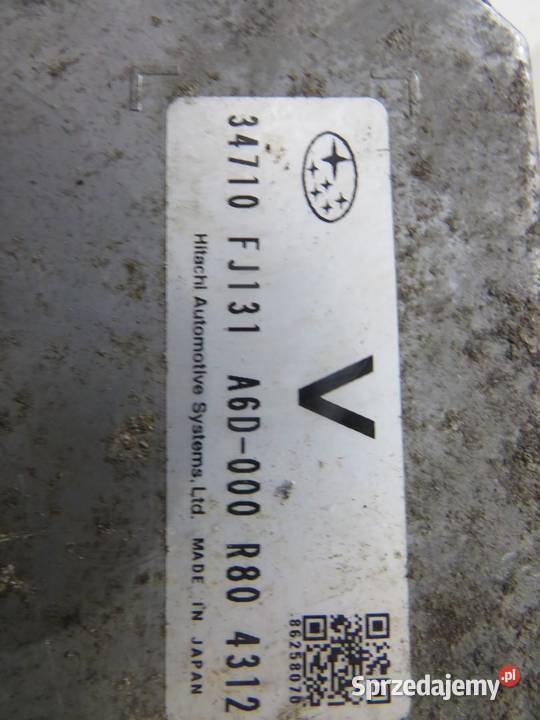 V
34710 FJ131 A6D-000 R80 4312
Hitachi Automotive Systems, Ltd. MADE IN JAPAN
86258070
Sprzedajemy.pl